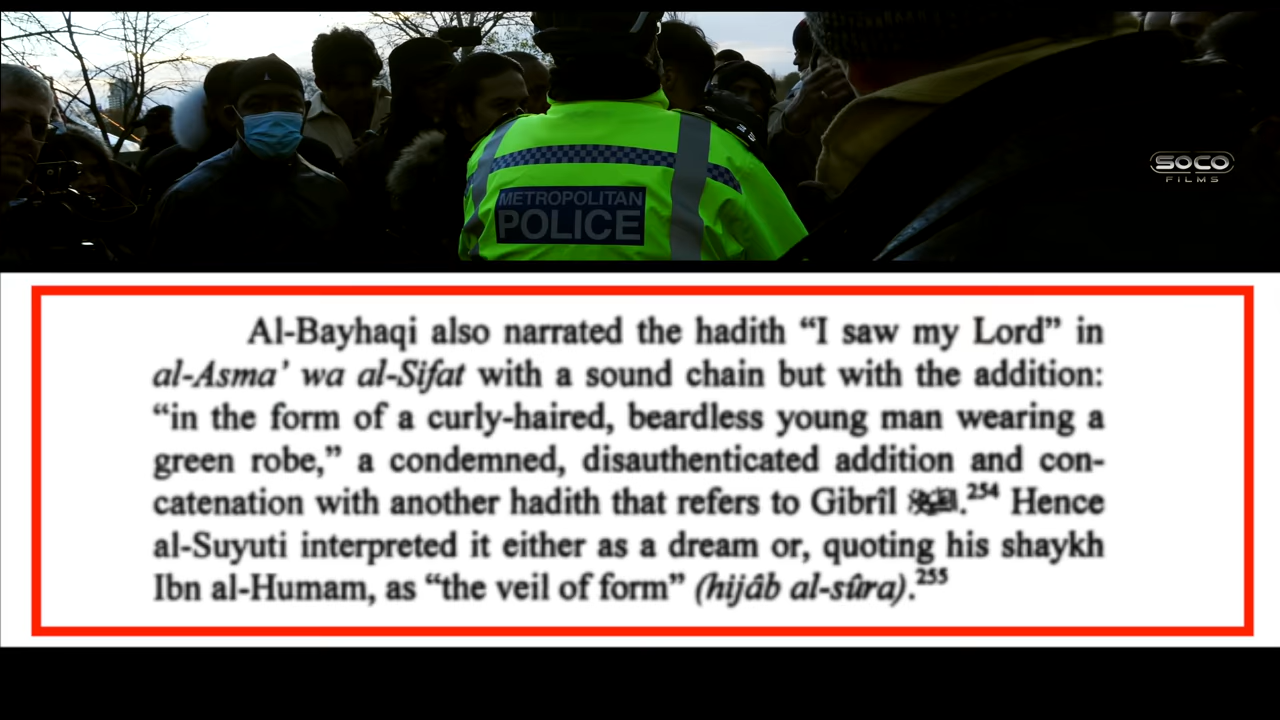 METROPOLITAN
POLICE
SOCO
FILMS
Al-Bayhaqi also narrated the hadith “I saw my Lord” in
al-Asma’ wa al-Sifat with a sound chain but with the addition:
“in the form of a curly-haired, beardless young man wearing a
green robe,” a condemned, disauthenticated addition and con-
catenation with another hadith that refers to Gibrîl .254 Hence
al-Suyuti interpreted it either as a dream or, quoting his shaykh
Ibn al-Humam, as “the veil of form” (hijâb al-sûra).255